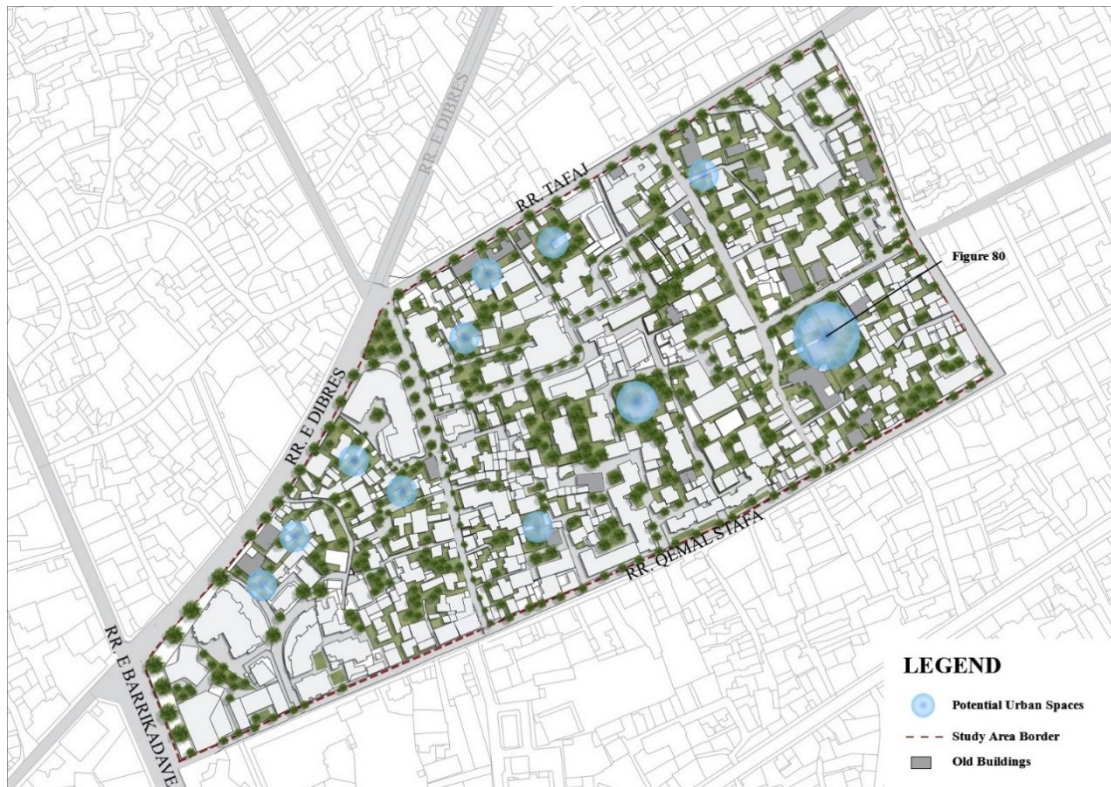 RR. E DIBRES
RR. TAFAJ
Figure 80
RR. E DIBRES
RR. QEMAL STAFA
RR. E BARRIKADAVE
LEGEND
Potential Urban Spaces
Study Area Border
Old Buildings